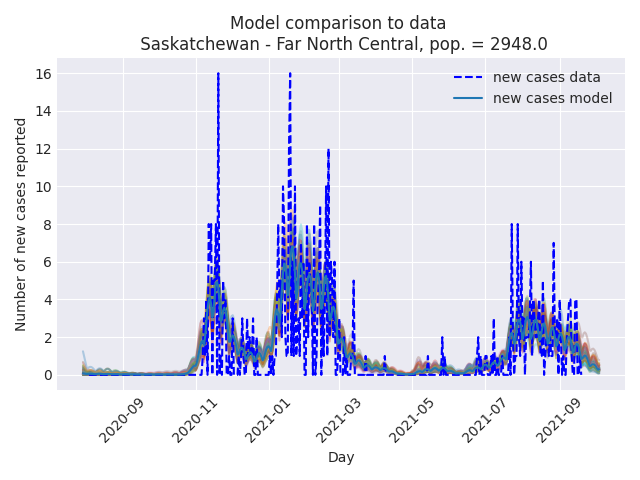 Model comparison to data
Saskatchewan - Far North Central, pop. = 2948.0
new cases data
new cases model
Number of new cases reported
16
14
12
10
8
6
4
2
0
2020-09
2020-11
2021-01
2021-03
2021-05
2021-07
2021-09
Day